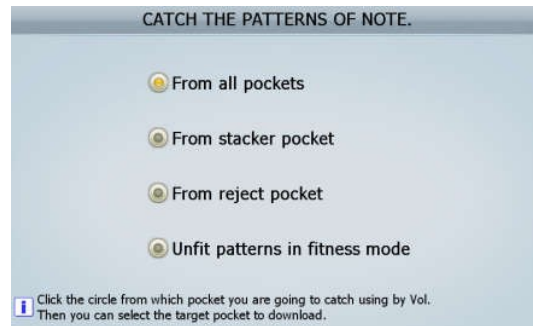 CATCH THE PATTERNS OF NOTE.
From all pockets
From stacker pocket
From reject pocket
Unfit patterns in fitness mode
i Click the circle from which pocket you are going to catch using by Vol.
Then you can select the target pocket to download.